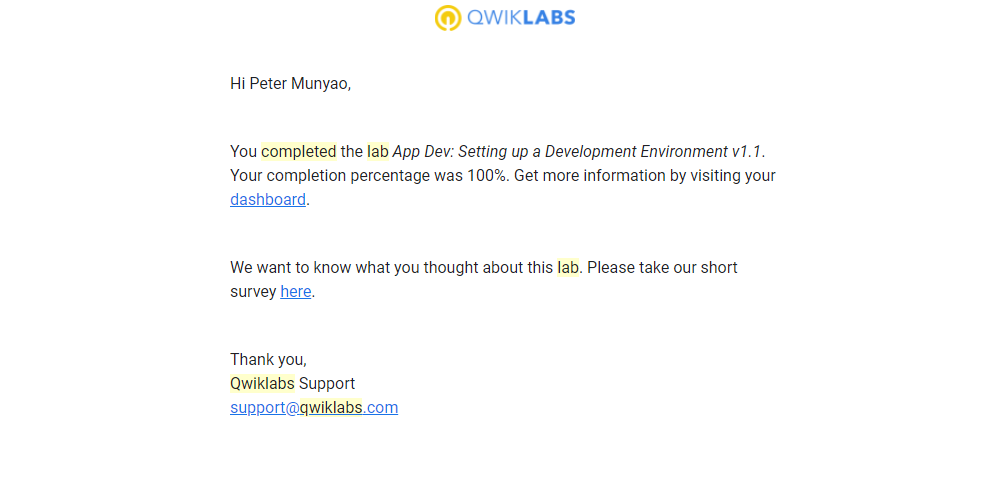 QWIKLABS
Hi Peter Munyao,
You completed the lab App Dev: Setting up a Development Environment v1.1.
Your completion percentage was 100%. Get more information by visiting your
dashboard.
We want to know what you thought about this lab. Please take our short
survey here.
Thank you,
Qwiklabs Support
support@qwiklabs.com